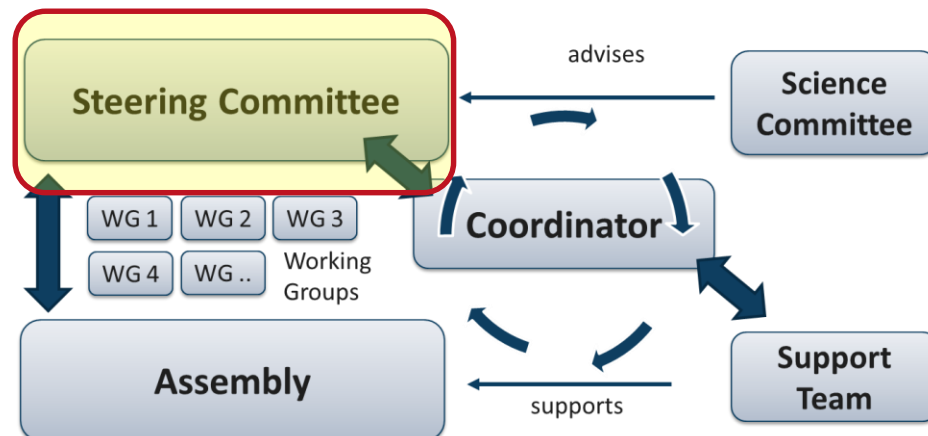 advises
Steering Committee
Science
Committee
WG 1
WG 2
WG 3
Coordinator
WG 4
WG ..
Working
Groups
Assembly
Support
Team
supports